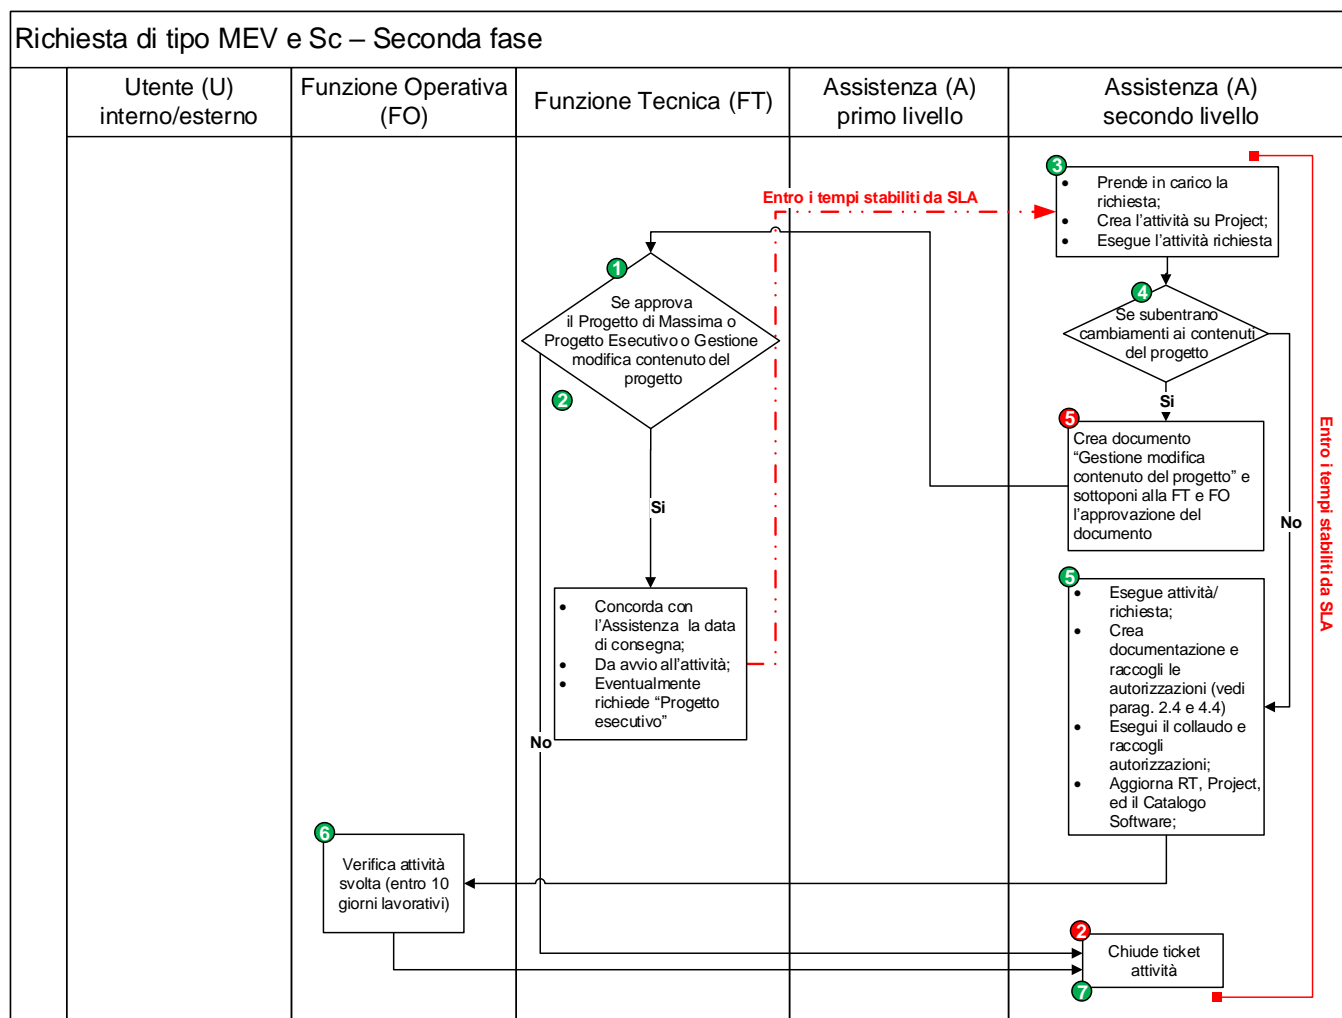 Richiesta di tipo MEV e Sc – Seconda fase
Utente (U)
interno/esterno
Funzione Operativa
(FO)
Funzione Tecnica (FT)
Assistenza (A)
primo livello
Assistenza (A)
secondo livello
3
• Prende in carico la
richiesta;
• Crea l'attività su Project;
• Esegue l'attività richiesta
Entro i tempi stabiliti da SLA
1
Se approva
il Progetto di Massima o
Progetto Esecutivo o Gestione
modifica contenuto del
progetto
2
4
Se subentrano
cambiamenti ai contenuti
del progetto
Si
No
Entro i tempi stabiliti da SLA
5
Crea documento
“Gestione modifica
contenuto del progetto” e
sottoponi alla FT e FO
l'approvazione del
documento
Si
• Concorda con
l'Assistenza la data
di consegna;
• Da avvio all'attività;
• Eventualmente
richiede “Progetto
esecutivo”
No
5
• Esegue attività/
richiesta;
• Crea
documentazione e
raccogli le
autorizzazioni (vedi
parag. 2.4 e 4.4)
• Esegui il collaudo e
raccogli
autorizzazioni;
• Aggiorna RT, Project,
ed il Catalogo
Software;
6
Verifica attività
svolta (entro 10
giorni lavorativi)
2
Chiude ticket
attività
7